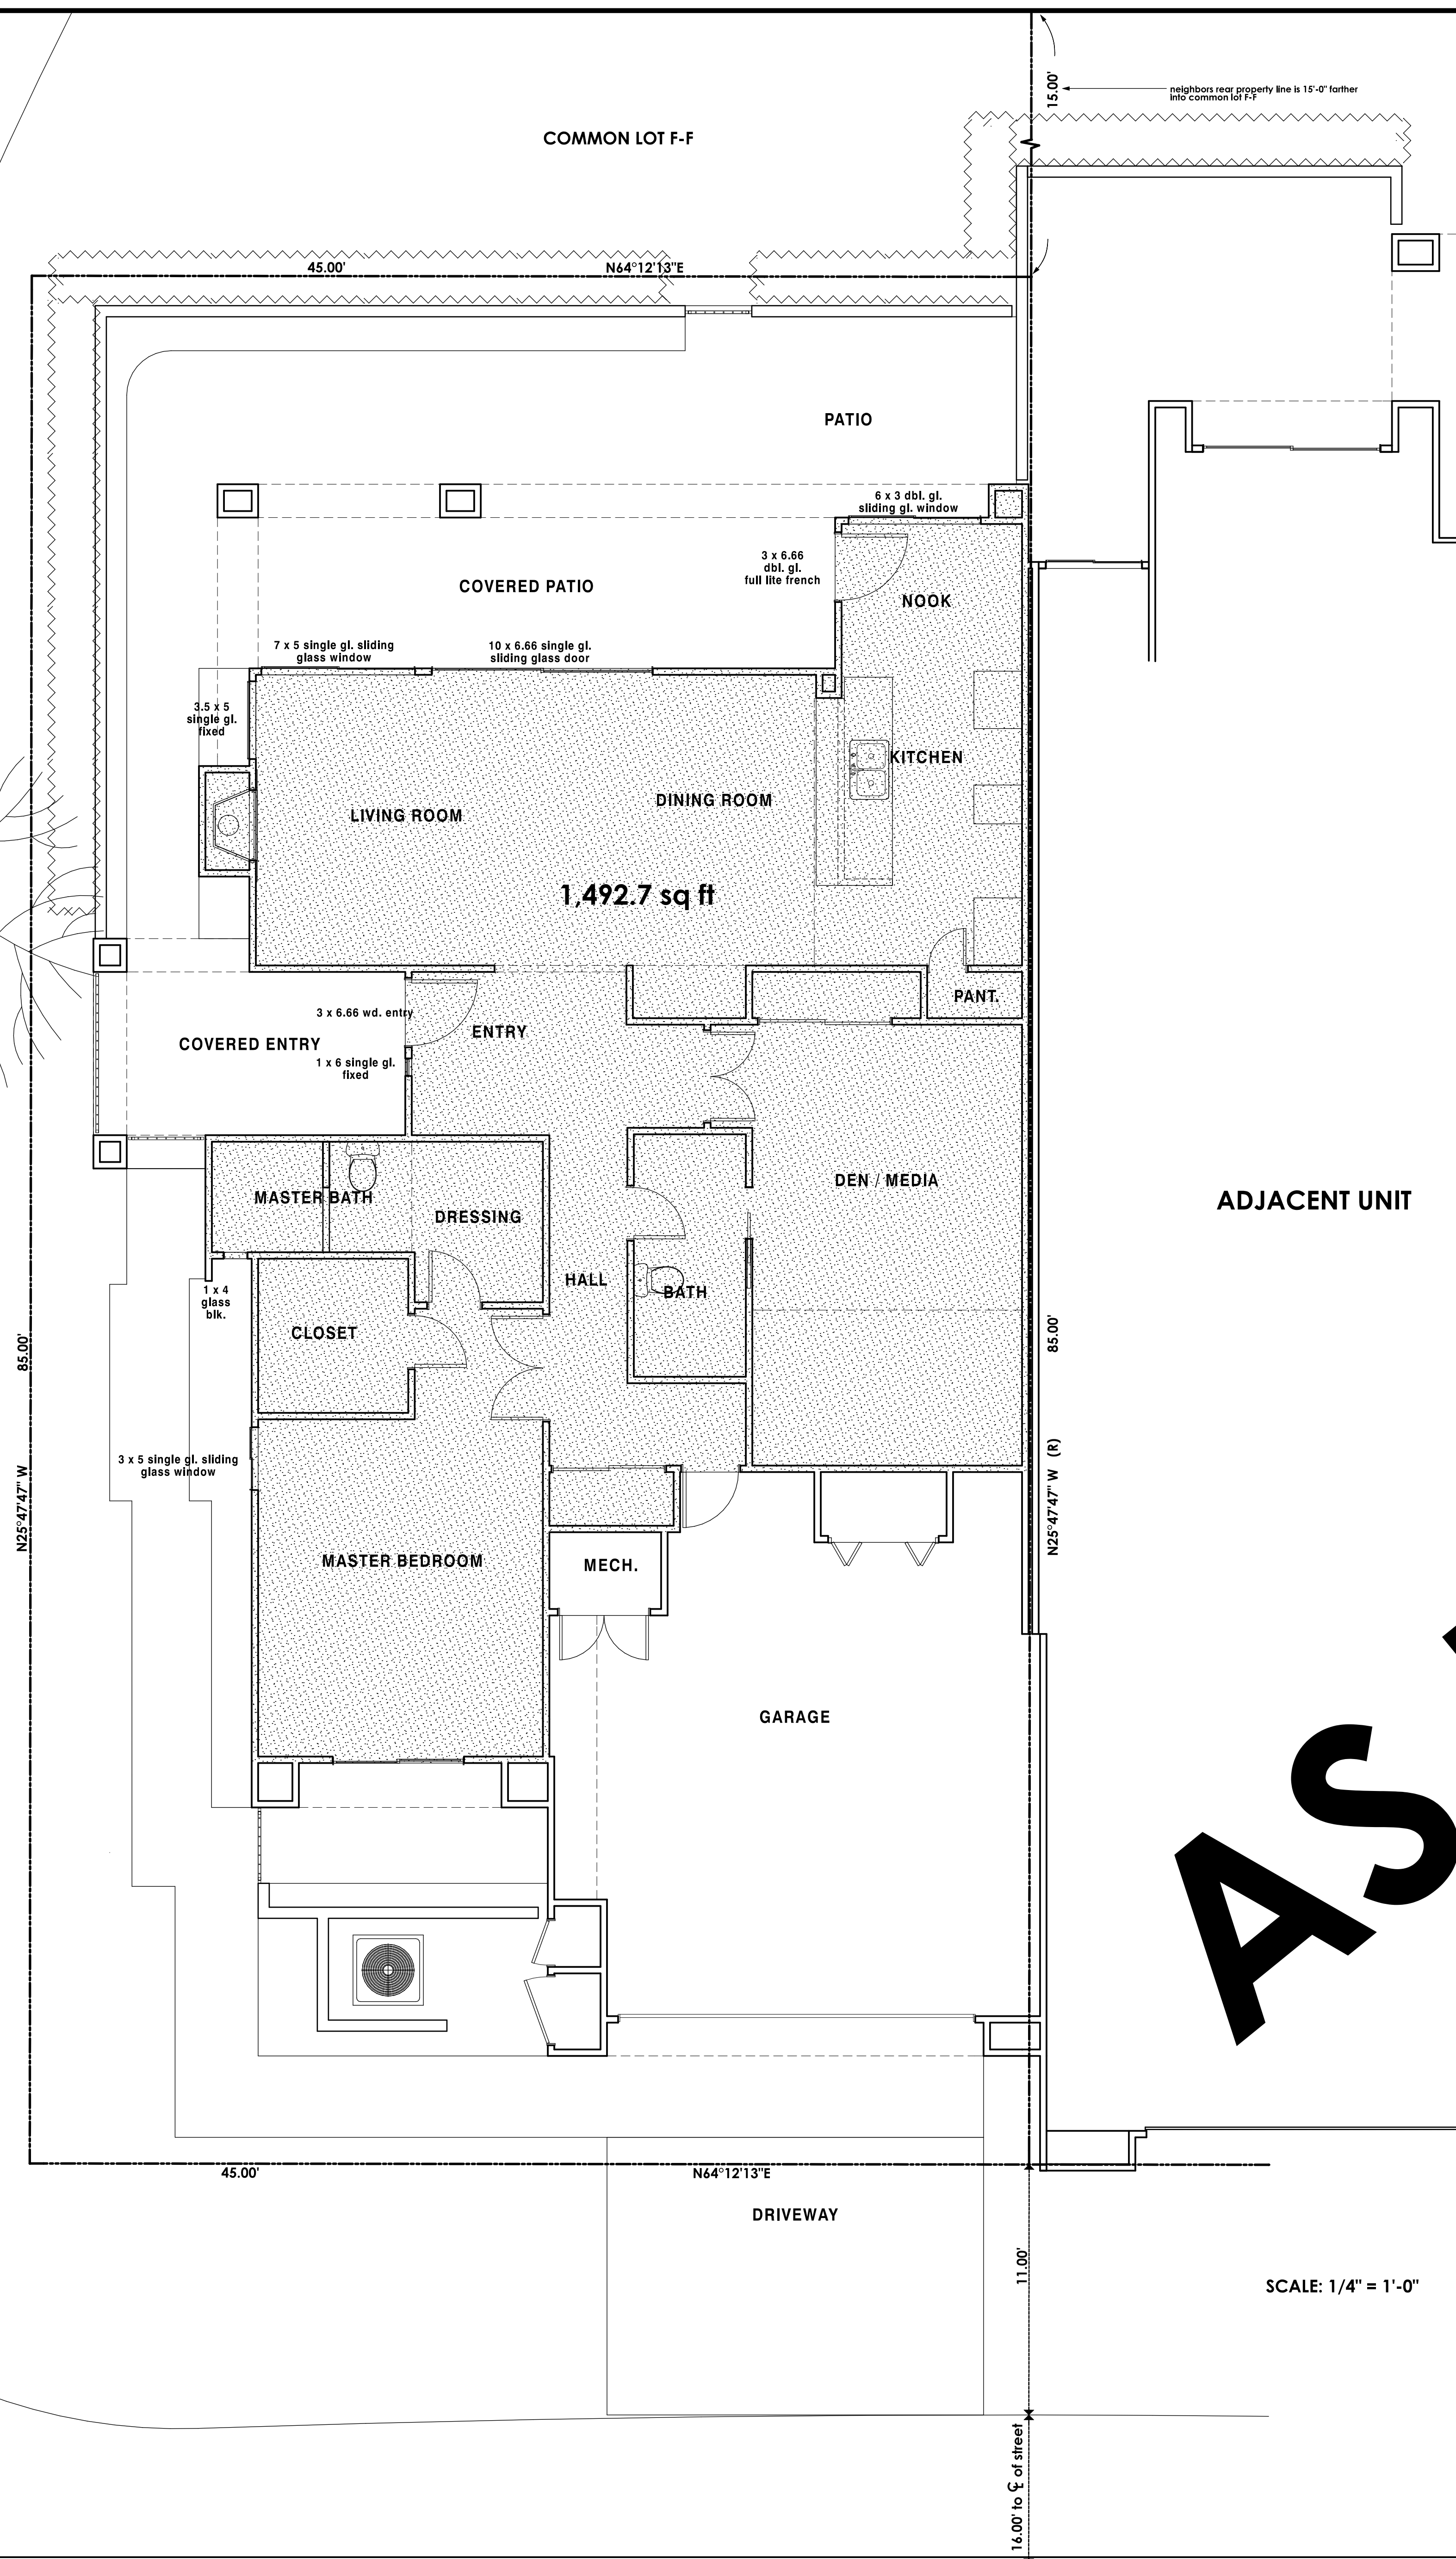 15.00'
neighbors rear property line is 15'-0" farther
into common lot F-F
COMMON LOT F-F
45.00'
N64°12'13"E
PATIO
6 x 3 dbl. gl.
sliding gl. window
3 x 6.66
dbl. gl.
full lite french
COVERED PATIO
NOOK
7 x 5 single gl. sliding
glass window
10 x 6.66 single gl.
sliding glass door
3.5 x 5
single gl.
fixed
KITCHEN
LIVING ROOM
DINING ROOM
1,492.7 sq ft
PANT.
3 x 6.66 wd. entry
ENTRY
COVERED ENTRY
1 x 6 single gl.
fixed
MASTER BATH
DRESSING
DEN / MEDIA
ADJACENT UNIT
HALL
BATH
1 x 4
glass
blk.
CLOSET
85.00'
85.00'
3 x 5 single gl. sliding
glass window
N25°47'47" W
N25°47'47" W (R)
MASTER BEDROOM
MECH.
GARAGE
AS
45.00'
N64°12'13"E
DRIVEWAY
11.00'
SCALE: 1/4" = 1'-0"
16.00' to ℄ of street